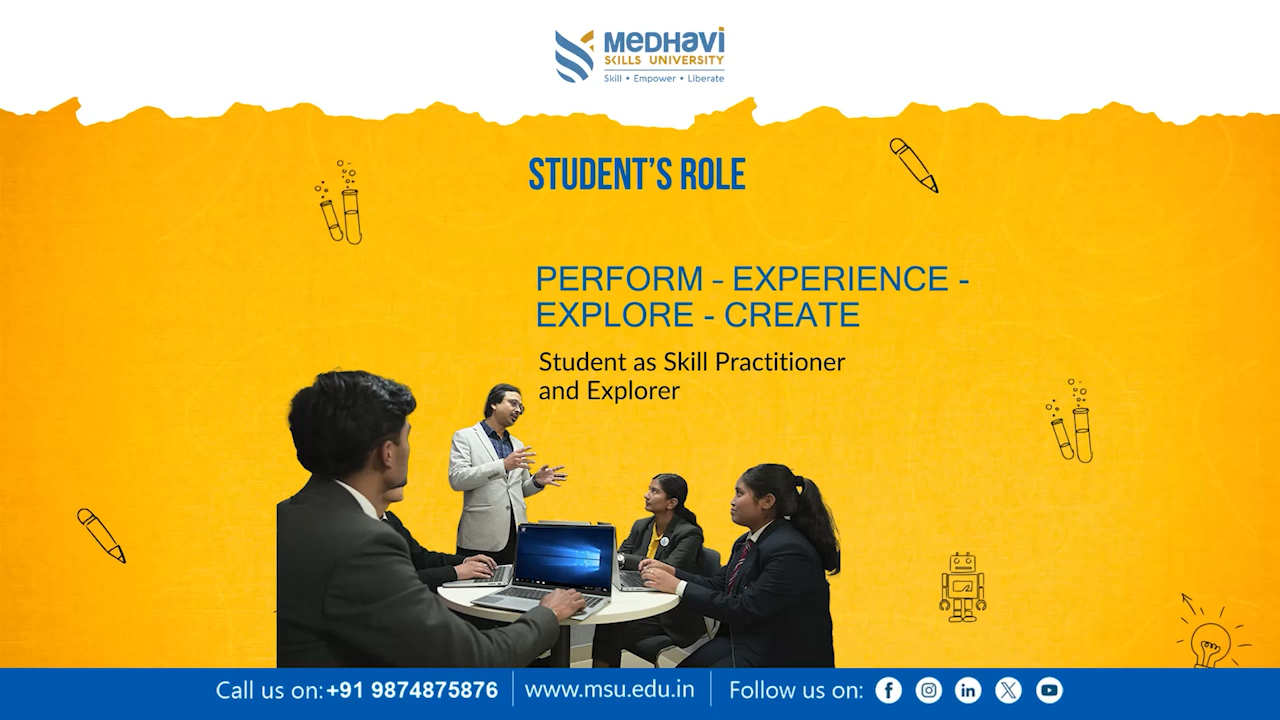 MEDHAVI
SKILLS UNIVERSITY
Skill • Empower • Liberate
STUDENT’S ROLE
PERFORM – EXPERIENCE -
EXPLORE - CREATE
Student as Skill Practitioner
and Explorer
Call us on: +91 9874875876 | www.msu.edu.in | Follow us on: